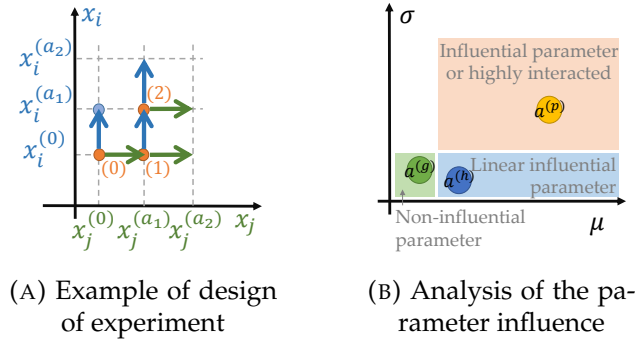 x_i
x_i^(a_2)
x_i^(a_1)
(2)
x_i^(0)
(0)
(1)
x_j^(0) x_j^(a_1) x_j^(a_2) x_j
(A) Example of design
of experiment
σ
Influential parameter
or highly interacted
a^(p)
a^(g)
a^(h)
Linear influential
parameter
Non-influential
parameter
μ
(B) Analysis of the pa-
rameter influence